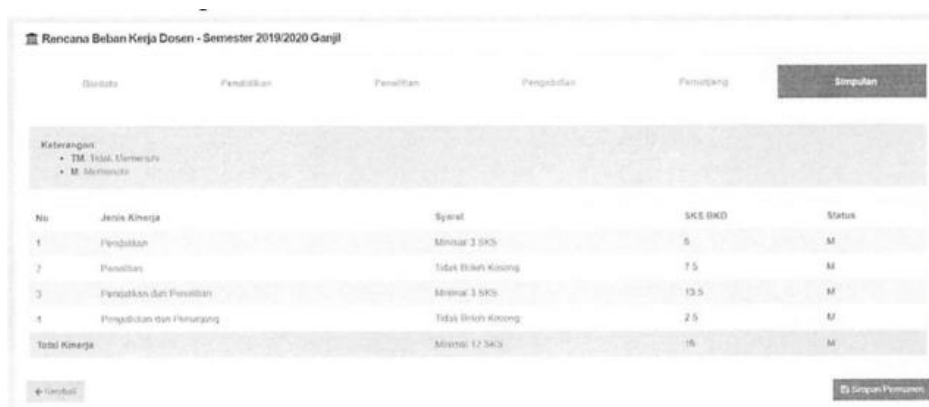 Rencana Beban Kerja Dosen - Semester 2019/2020 Ganjil
Biodata Pendidikan Penelitian Pengabdian Penunjang Simpulan
Keterangan:
TM: Tidak Memenuhi
M: Memenuhi
No Jenis Kinerja Syarat SKS BKD Status
1 Pendidikan Minimal 3 SKS M
2 Penelitian Tidak Boleh Kosong 7.5 M
3 Pendidikan dan Penelitian Minimal SKS 13.5 M
4 Pengabdian dan Penunjang Tidak Boleh Kosong 2.5 M
Total Kinerja Minimal 12 SKS 16 M
Kembali Simpan Permanen